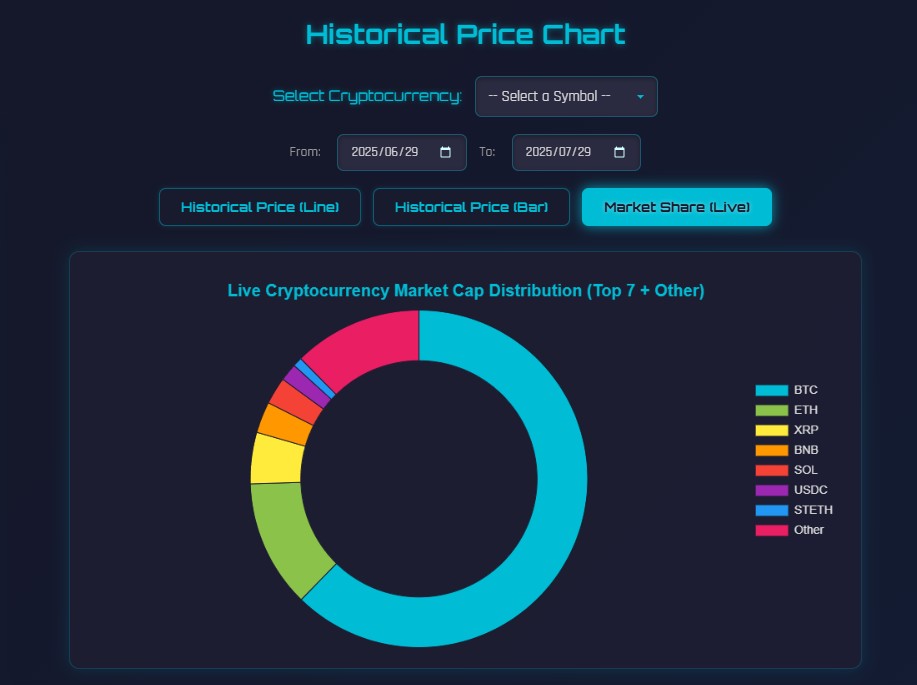 Historical Price Chart
Select Cryptocurrency: -- Select a Symbol --
From: 2025/06/29 To: 2025/07/29
Historical Price (Line) Historical Price (Bar) Market Share (Live)
Live Cryptocurrency Market Cap Distribution (Top 7 + Other)
BTC
ETH
XRP
BNB
SOL
USDC
STETH
Other